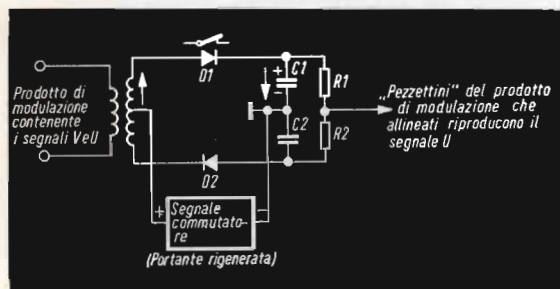 Prodotto di
modulazione
contenente
i segnali VeU
D1
+
–
C1
R1
C2
R2
D2
„Pezzettini" del prodotto
di modulazione che
allineati riproducono il
segnale U
+
–
Segnale
commutato-
re
(Portante rigenerata)